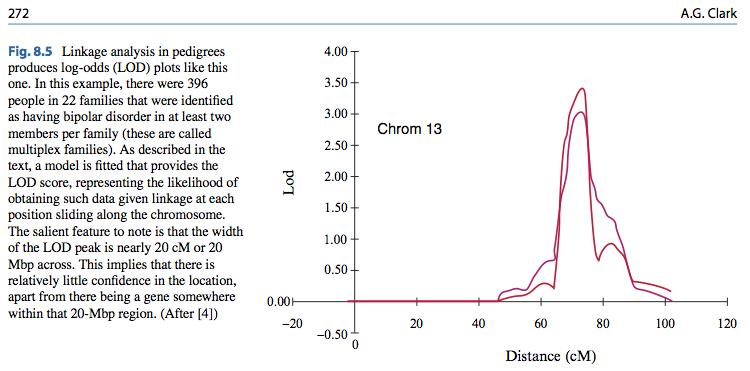 272
A.G. Clark
Fig. 8.5 Linkage analysis in pedigrees
produces log-odds (LOD) plots like this
one. In this example, there were 396
people in 22 families that were identified
as having bipolar disorder in at least two
members per family (these are called
multiplex families). As described in the
text, a model is fitted that provides the
LOD score, representing the likelihood of
obtaining such data given linkage at each
position sliding along the chromosome.
The salient feature to note is that the width
of the LOD peak is nearly 20 cM or 20
Mbp across. This implies that there is
relatively little confidence in the location,
apart from there being a gene somewhere
within that 20-Mbp region. (After [4])
4.00
3.50
3.00
Chrom 13
2.50
2.00
Lod
1.50
1.00
0.50
0.00
−20
20
40
60
80
100
120
−0.50
0
Distance (cM)